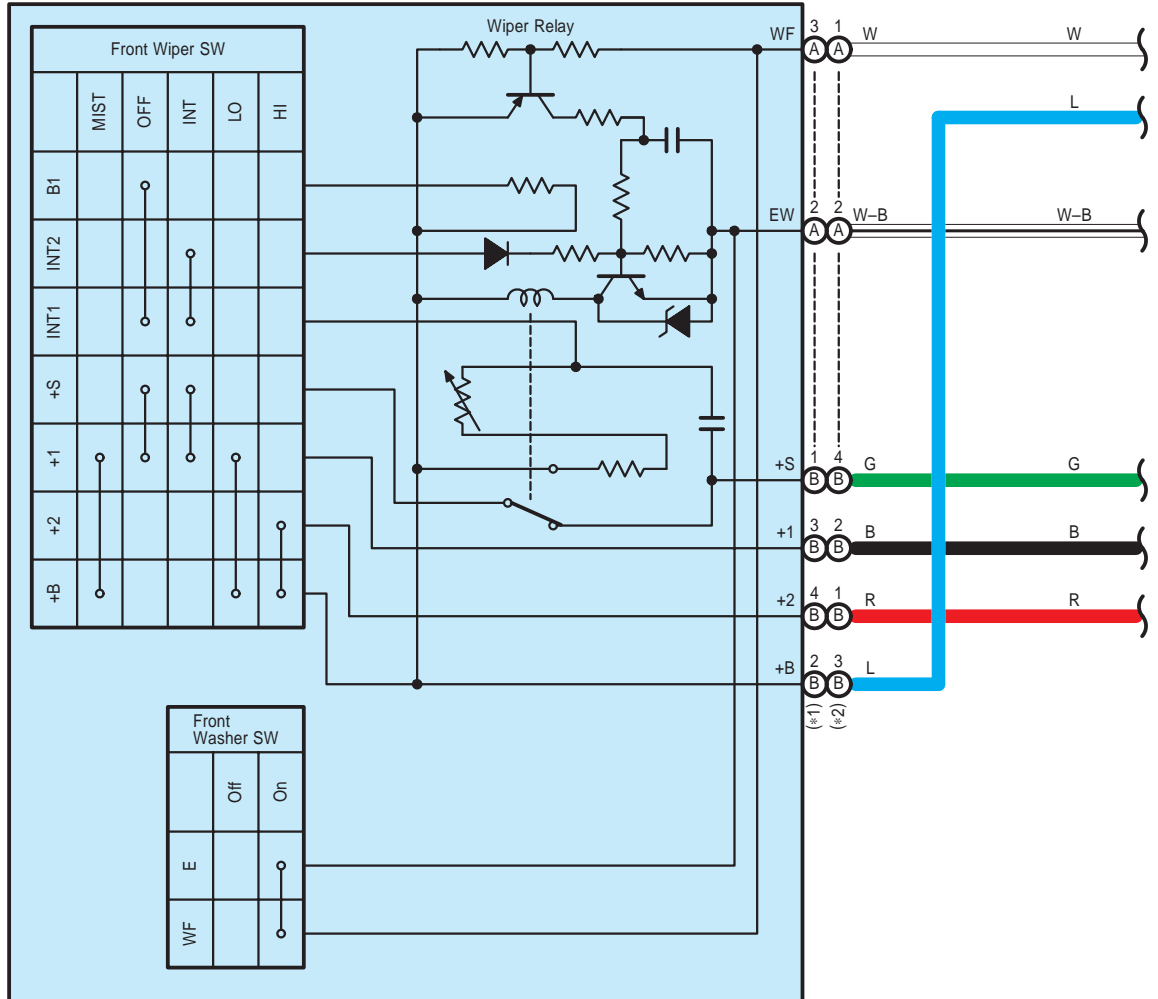 Wiper Relay
Front Wiper SW
MIST
OFF
INT
LO
HI
B1
INT2
INT1
+S
+1
+2
+B
WF
3 1
A A
W W
L
EW
2 2
A A
W–B W–B
+S
1 4
B B
G G
+1
3 2
B B
B B
+2
4 1
B B
R R
+B
2 3
B B
L
(*1)
(*2)
Front
Washer SW
Off
On
E
WF